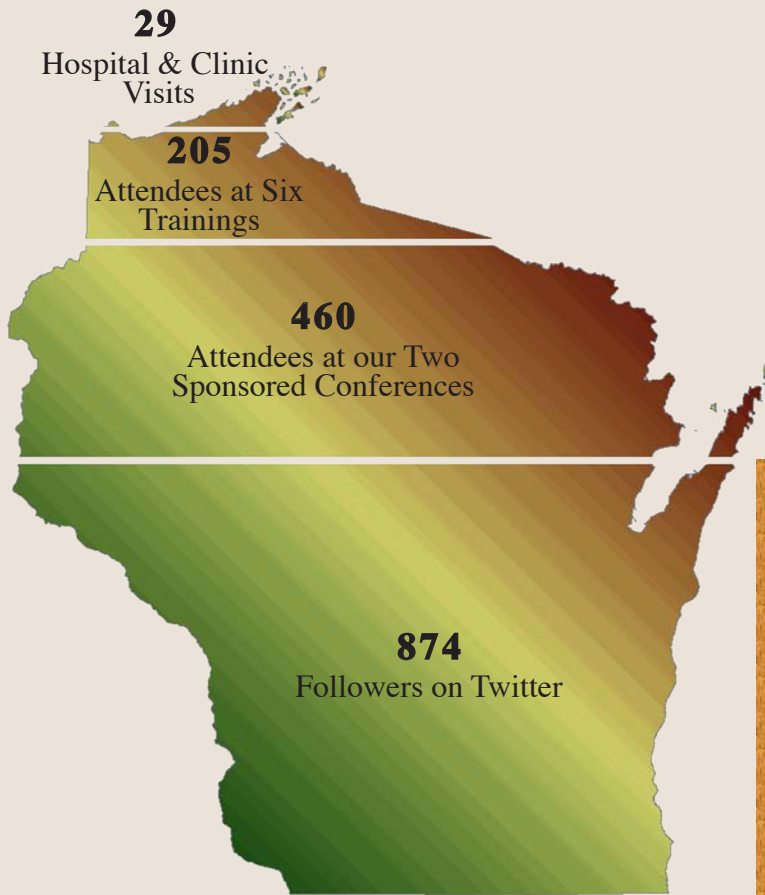 29
Hospital & Clinic
Visits
205
Attendees at Six
Trainings
460
Attendees at our Two
Sponsored Conferences
874
Followers on Twitter